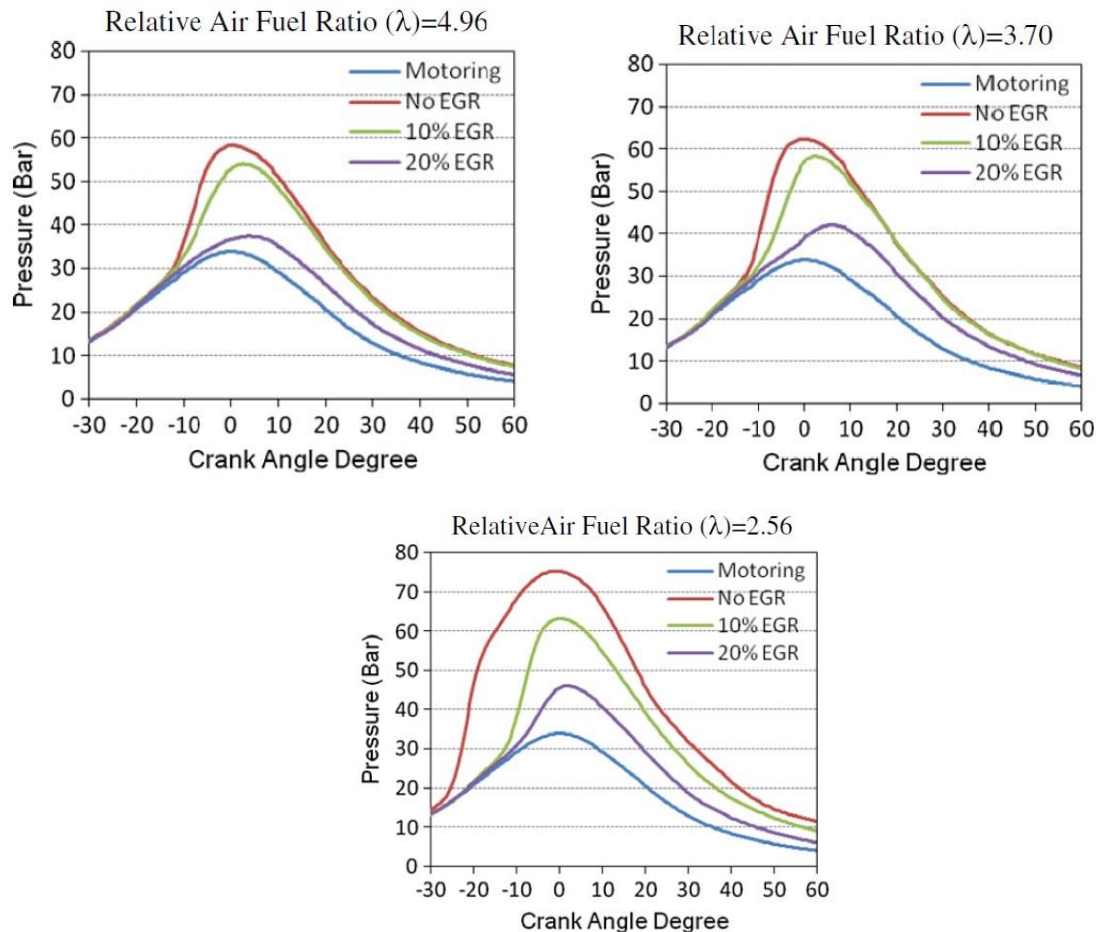 Relative Air Fuel Ratio (λ)=4.96
80
70
60
50
40
30
20
10
0
Pressure (Bar)
Motoring
No EGR
10% EGR
20% EGR
-30 -20 -10 0 10 20 30 40 50 60
Crank Angle Degree
Relative Air Fuel Ratio (λ)=3.70
80
70
60
50
40
30
20
10
0
Pressure (Bar)
Motoring
No EGR
10% EGR
20% EGR
-30 -20 -10 0 10 20 30 40 50 60
Crank Angle Degree
RelativeAir Fuel Ratio (λ)=2.56
80
70
60
50
40
30
20
10
0
Pressure (Bar)
Motoring
No EGR
10% EGR
20% EGR
-30 -20 -10 0 10 20 30 40 50 60
Crank Angle Degree